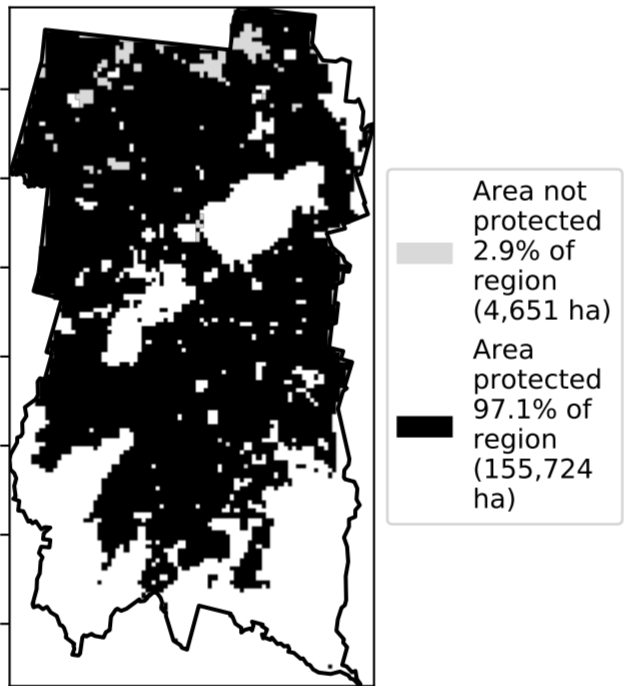 Area not
protected
2.9% of
region
(4,651 ha)
Area
protected
97.1% of
region
(155,724
ha)